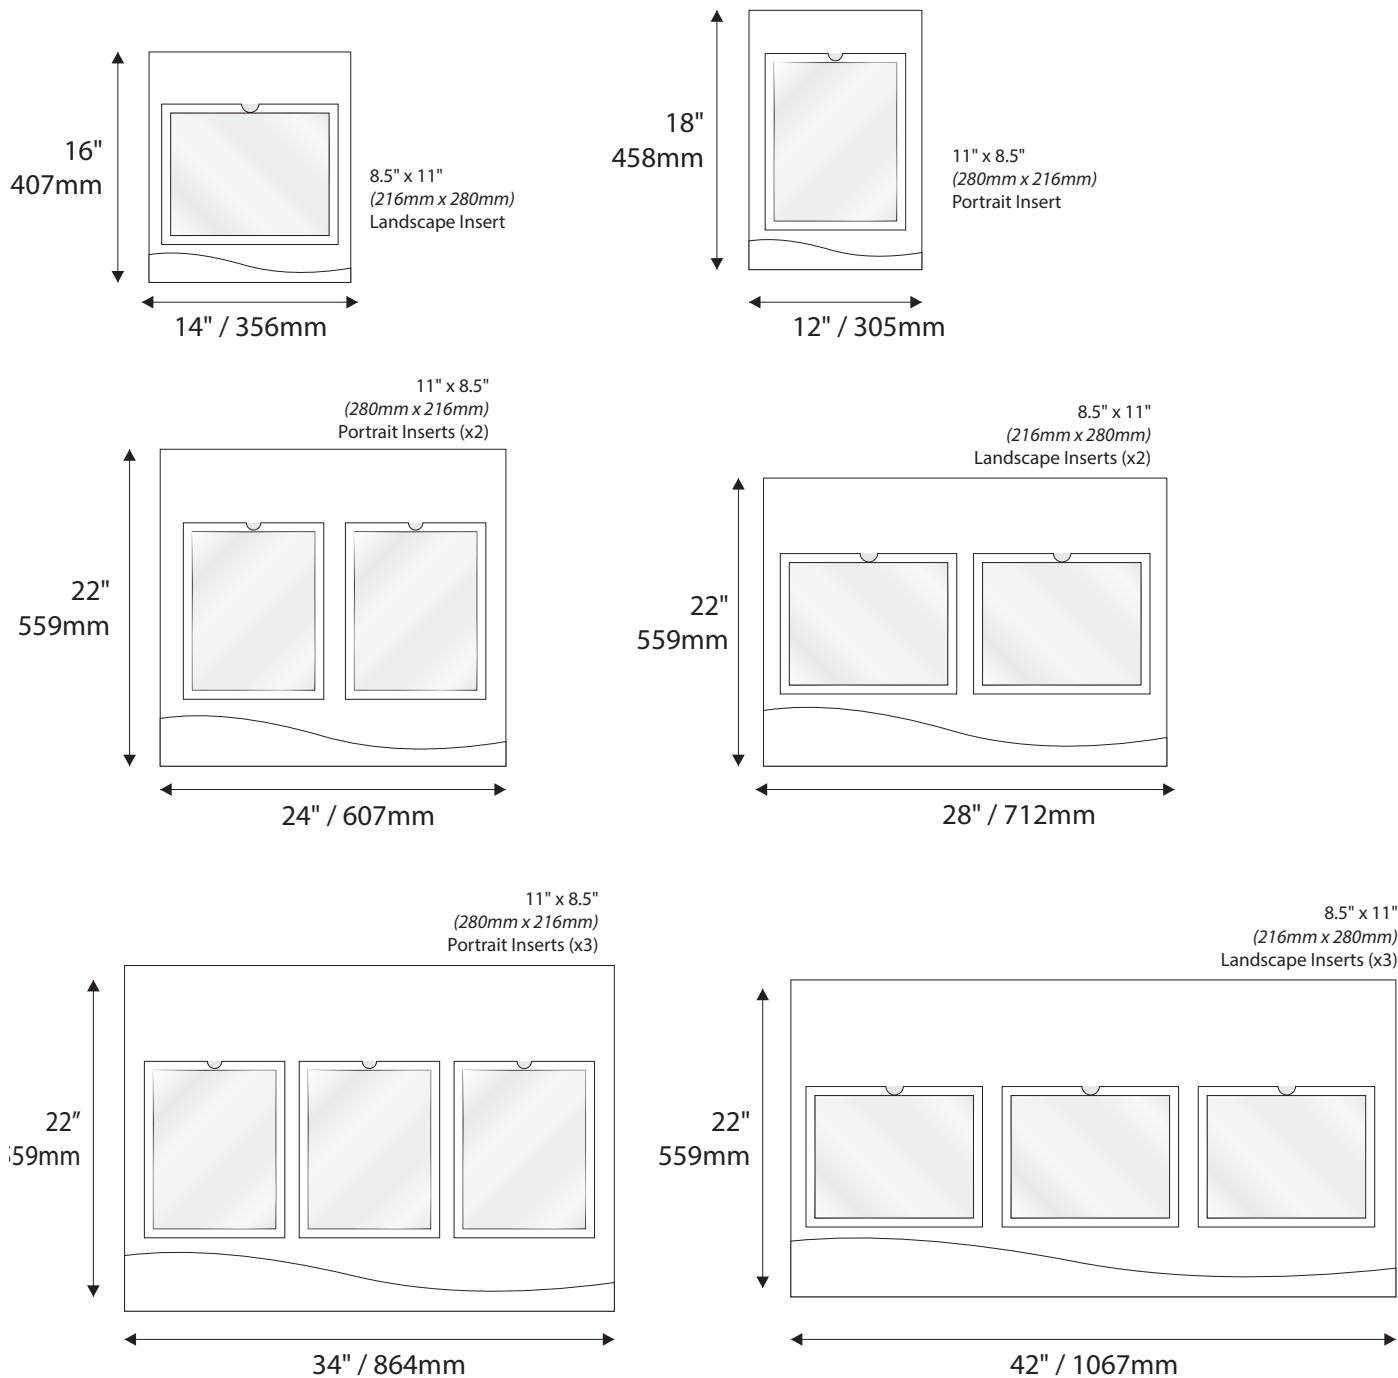 16"
407mm
8.5" x 11"
(216mm x 280mm)
Landscape Insert
14" / 356mm
18"
458mm
11" x 8.5"
(280mm x 216mm)
Portrait Insert
12" / 305mm
11" x 8.5"
(280mm x 216mm)
Portrait Inserts (x2)
22"
559mm
24" / 607mm
8.5" x 11"
(216mm x 280mm)
Landscape Inserts (x2)
22"
559mm
28" / 712mm
11" x 8.5"
(280mm x 216mm)
Portrait Inserts (x3)
22”
559mm
34" / 864mm
8.5" x 11"
(216mm x 280mm)
Landscape Inserts (x3)
22"
559mm
42" / 1067mm